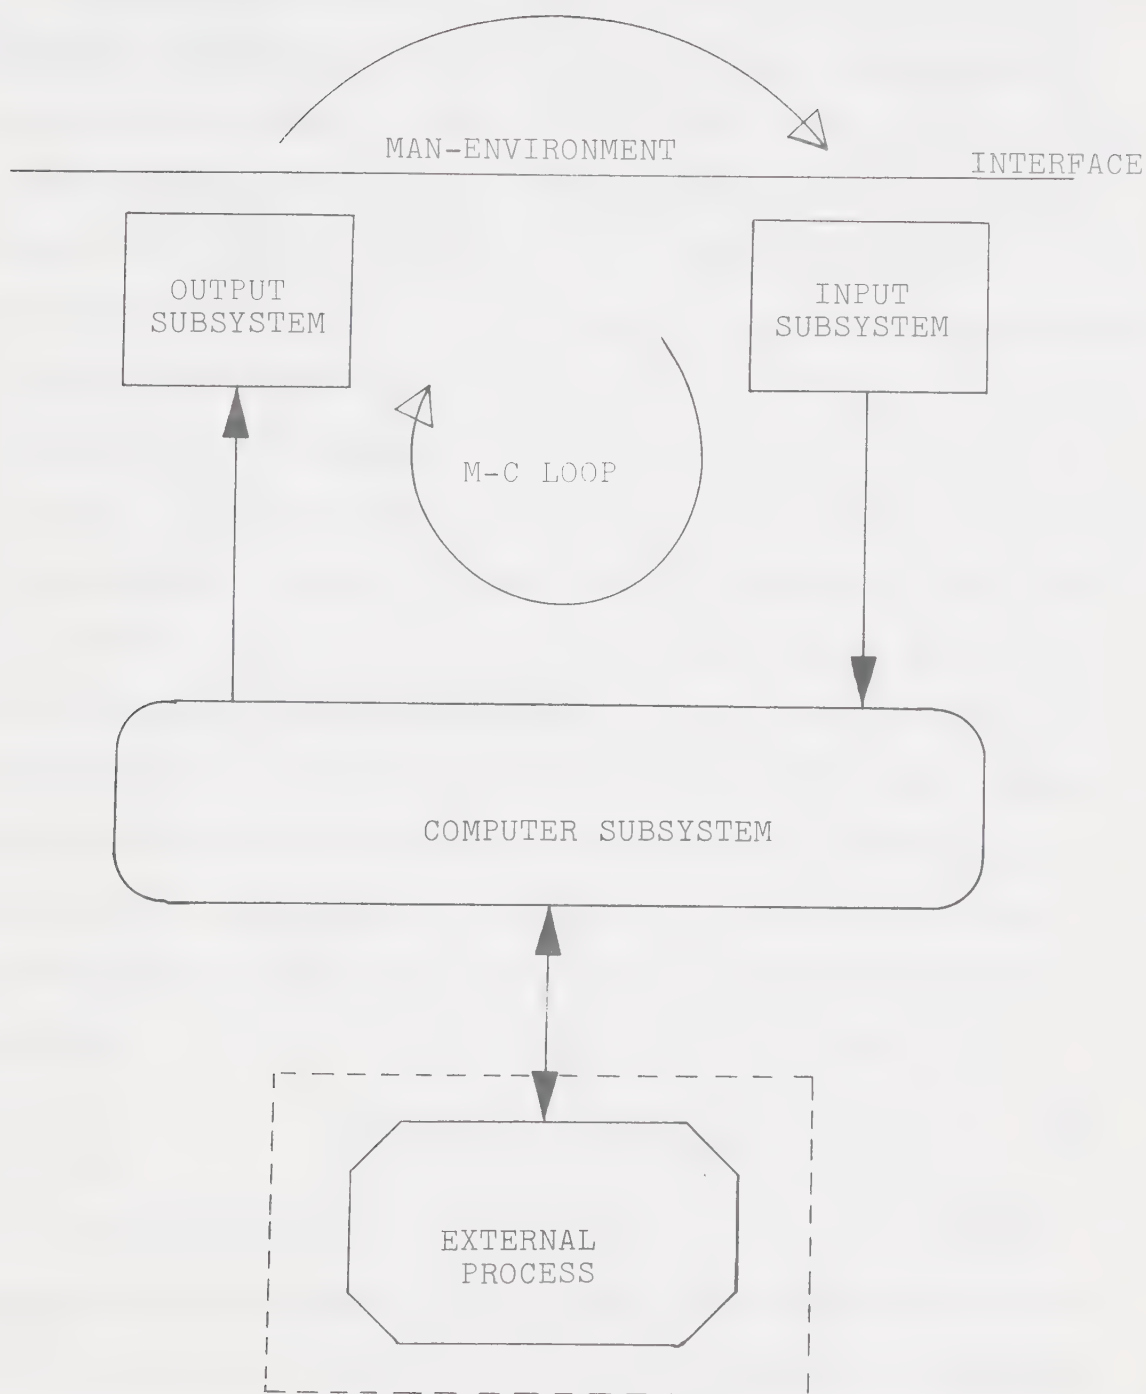 MAN-ENVIRONMENT
INTERFACE
OUTPUT
SUBSYSTEM
INPUT
SUBSYSTEM
M-C LOOP
COMPUTER SUBSYSTEM
EXTERNAL
PROCESS